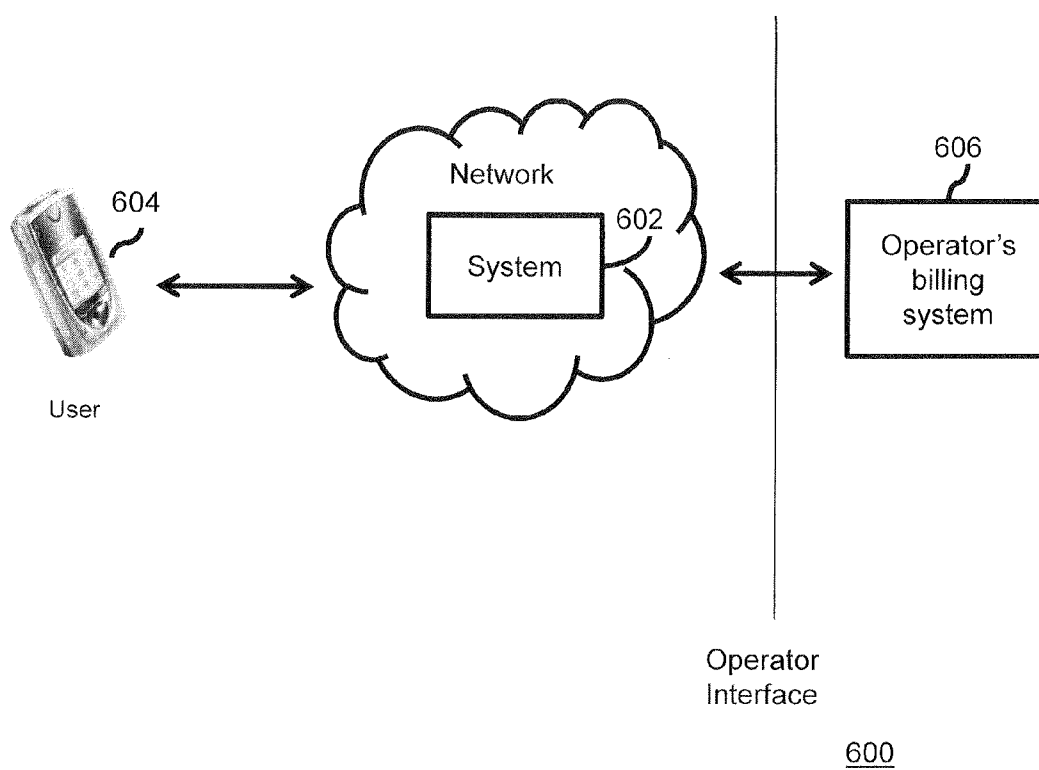 606
604
Network
602
System
Operator's
billing
system
User
Operator
Interface
600